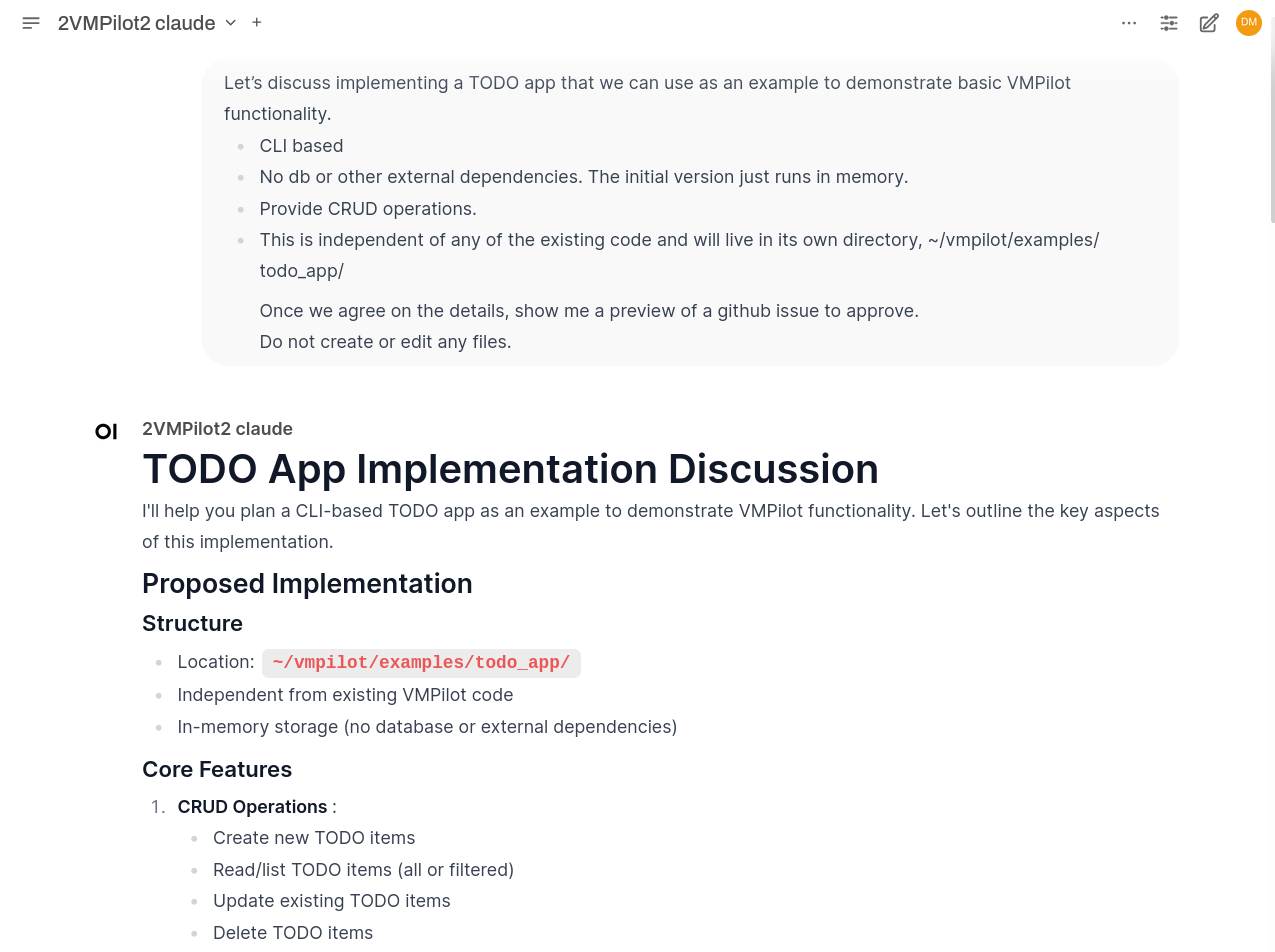 2VMPilot2 claude
DM
Let’s discuss implementing a TODO app that we can use as an example to demonstrate basic VMPilot
functionality.
CLI based
No db or other external dependencies. The initial version just runs in memory.
Provide CRUD operations.
This is independent of any of the existing code and will live in its own directory, ~/vmpilot/examples/
todo_app/
Once we agree on the details, show me a preview of a github issue to approve.
Do not create or edit any files.
OI
2VMPilot2 claude
TODO App Implementation Discussion
I'll help you plan a CLI-based TODO app as an example to demonstrate VMPilot functionality. Let's outline the key aspects
of this implementation.
Proposed Implementation
Structure
Location: ~/vmpilot/examples/todo_app/
Independent from existing VMPilot code
In-memory storage (no database or external dependencies)
Core Features
1. CRUD Operations :
Create new TODO items
Read/list TODO items (all or filtered)
Update existing TODO items
Delete TODO items